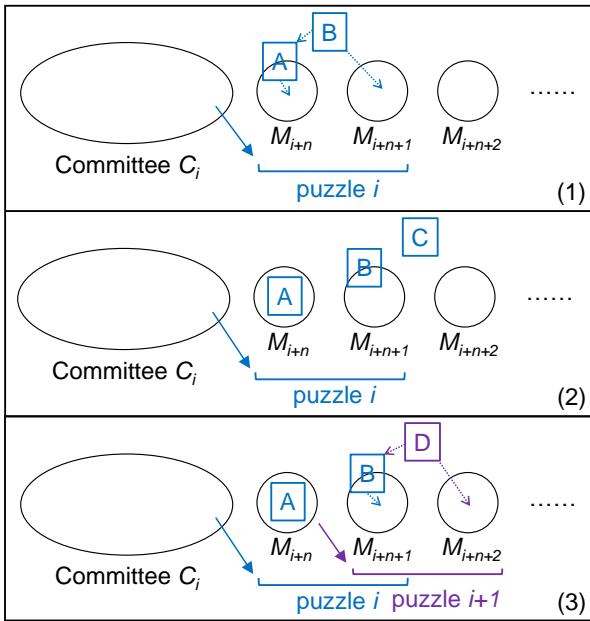 B
A
M_{i+n} M_{i+n+1} M_{i+n+2} ......
Committee C_i
puzzle i
(1)
C
B
A
M_{i+n} M_{i+n+1} M_{i+n+2} ......
Committee C_i
puzzle i
(2)
D
B
A
M_{i+n} M_{i+n+1} M_{i+n+2} ......
Committee C_i
puzzle i puzzle i+1
(3)